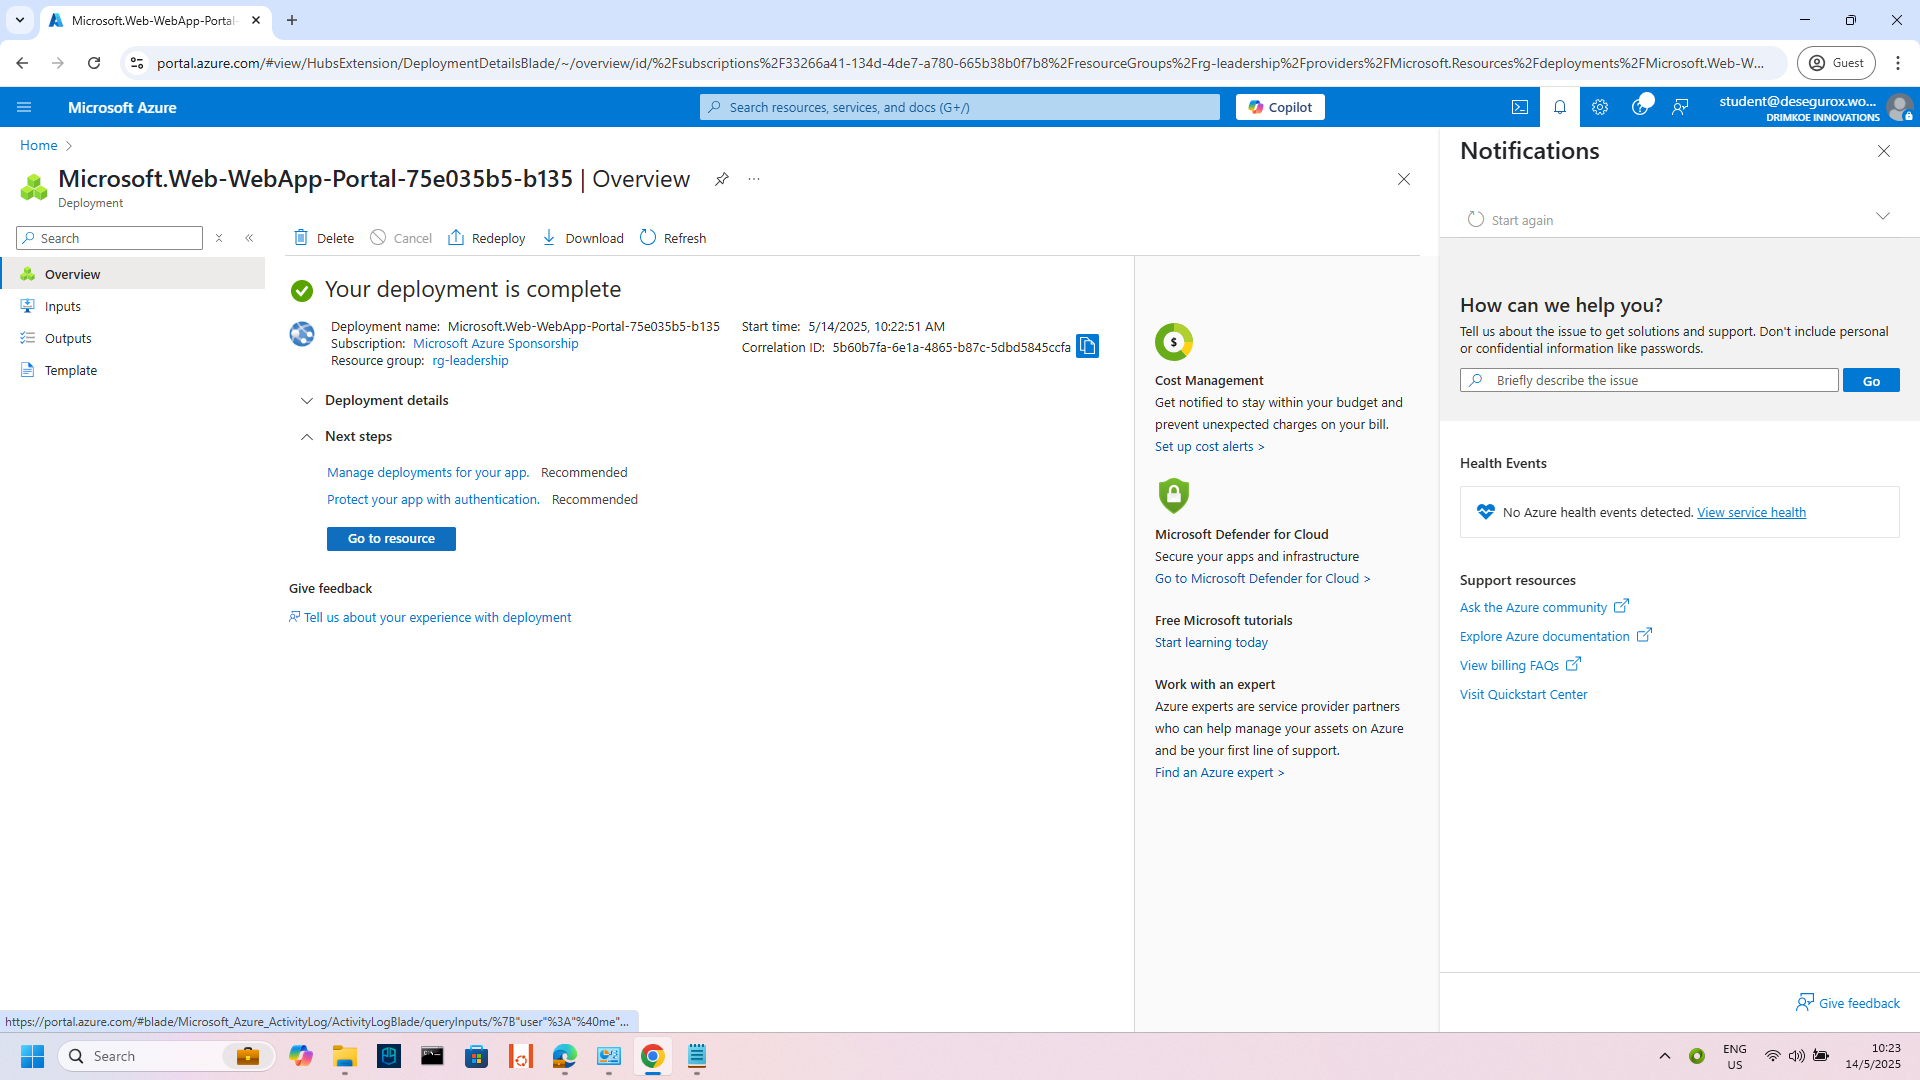 Microsoft.Web-WebApp-Portal-
portal.azure.com/#view/HubsExtension/DeploymentDetailsBlade/~/overview/id/%2Fsubscriptions%2F33266a41-134d-4de7-a780-665b38b0f7b8%2FresourceGroups%2Frg-leadership%2Fproviders%2FMicrosoft.Resources%2Fdeployments%2FMicrosoft.Web-W...
Guest
Microsoft Azure
Search resources, services, and docs (G+/)
Copilot
student@desegurox.wo...
DRIMKOE INNOVATIONS
Home
Microsoft.Web-WebApp-Portal-75e035b5-b135 | Overview
Deployment
Search
Overview
Inputs
Outputs
Template
Delete
Cancel
Redeploy
Download
Refresh
Your deployment is complete
Deployment name: Microsoft.Web-WebApp-Portal-75e035b5-b135
Subscription: Microsoft Azure Sponsorship
Resource group: rg-leadership
Start time: 5/14/2025, 10:22:51 AM
Correlation ID: 5b60b7fa-6e1a-4865-b87c-5dbd5845ccfa
Deployment details
Next steps
Manage deployments for your app. Recommended
Protect your app with authentication. Recommended
Go to resource
Give feedback
Tell us about your experience with deployment
Cost Management
Get notified to stay within your budget and
prevent unexpected charges on your bill.
Set up cost alerts >
Microsoft Defender for Cloud
Secure your apps and infrastructure
Go to Microsoft Defender for Cloud >
Free Microsoft tutorials
Start learning today
Work with an expert
Azure experts are service provider partners
who can help manage your assets on Azure
and be your first line of support.
Find an Azure expert >
Notifications
Start again
How can we help you?
Tell us about the issue to get solutions and support. Don't include personal
or confidential information like passwords.
Briefly describe the issue
Go
Health Events
No Azure health events detected. View service health
Support resources
Ask the Azure community
Explore Azure documentation
View billing FAQs
Visit Quickstart Center
Give feedback
https://portal.azure.com/#blade/Microsoft_Azure_ActivityLog/ActivityLogBlade/queryInputs/%7B"user"%3A"%40me"...
Search
ENG
US
10:23
14/5/2025